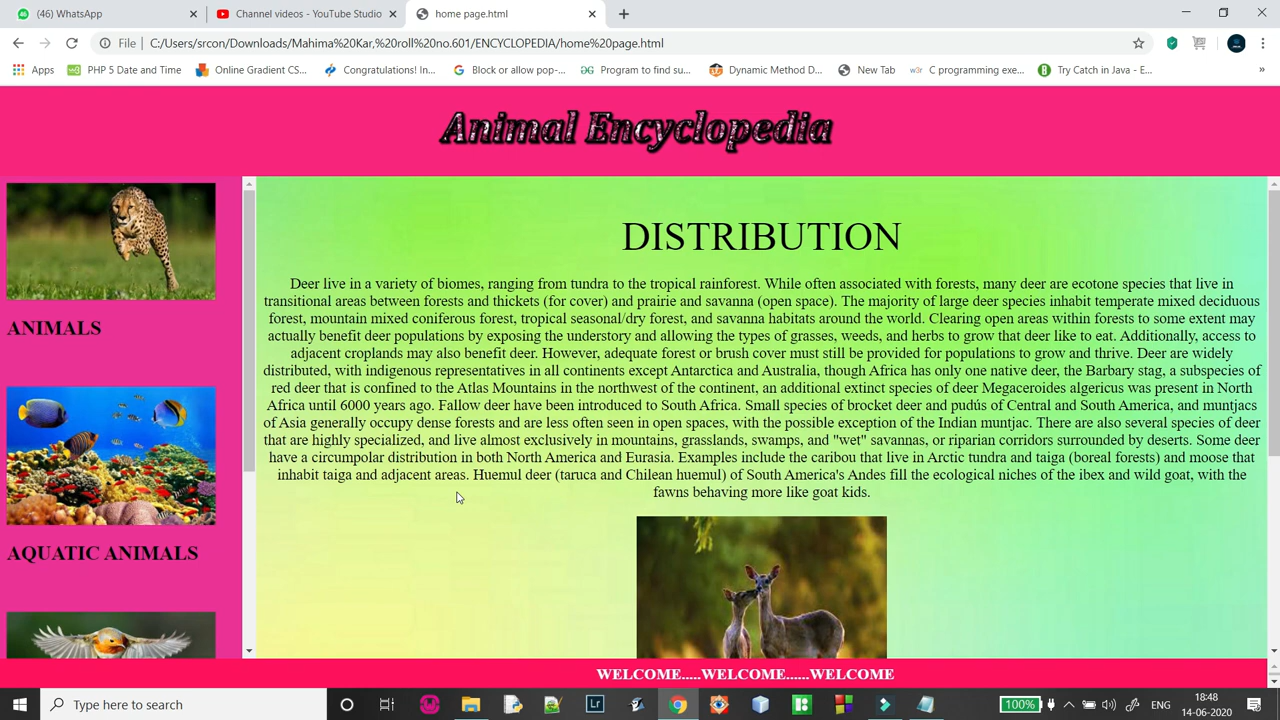 (46) WhatsApp
Channel videos - YouTube Studio
home page.html
File
C:/Users/srcon/Downloads/Mahima%20Kar,%20roll%20no.601/ENCYCLOPEDIA/home%20page.html
Apps
PHP 5 Date and Time
Online Gradient CS...
Congratulations! In...
Block or allow pop-...
Program to find su...
Dynamic Method D...
New Tab
C programming exe...
Try Catch in Java - E...
Animal Encyclopedia
ANIMALS
AQUATIC ANIMALS
DISTRIBUTION
Deer live in a variety of biomes, ranging from tundra to the tropical rainforest. While often associated with forests, many deer are ecotone species that live in
transitional areas between forests and thickets (for cover) and prairie and savanna (open space). The majority of large deer species inhabit temperate mixed deciduous
forest, mountain mixed coniferous forest, tropical seasonal/dry forest, and savanna habitats around the world. Clearing open areas within forests to some extent may
actually benefit deer populations by exposing the understory and allowing the types of grasses, weeds, and herbs to grow that deer like to eat. Additionally, access to
adjacent croplands may also benefit deer. However, adequate forest or brush cover must still be provided for populations to grow and thrive. Deer are widely
distributed, with indigenous representatives in all continents except Antarctica and Australia, though Africa has only one native deer, the Barbary stag, a subspecies of
red deer that is confined to the Atlas Mountains in the northwest of the continent, an additional extinct species of deer Megaceroides algericus was present in North
Africa until 6000 years ago. Fallow deer have been introduced to South Africa. Small species of brocket deer and pudús of Central and South America, and muntjacs
of Asia generally occupy dense forests and are less often seen in open spaces, with the possible exception of the Indian muntjac. There are also several species of deer
that are highly specialized, and live almost exclusively in mountains, grasslands, swamps, and "wet" savannas, or riparian corridors surrounded by deserts. Some deer
have a circumpolar distribution in both North America and Eurasia. Examples include the caribou that live in Arctic tundra and taiga (boreal forests) and moose that
inhabit taiga and adjacent areas. Huemul deer (taruca and Chilean huemul) of South America's Andes fill the ecological niches of the ibex and wild goat, with the
fawns behaving more like goat kids.
WELCOME.....WELCOME......WELCOME
Type here to search
100%
18:48
14-06-2020